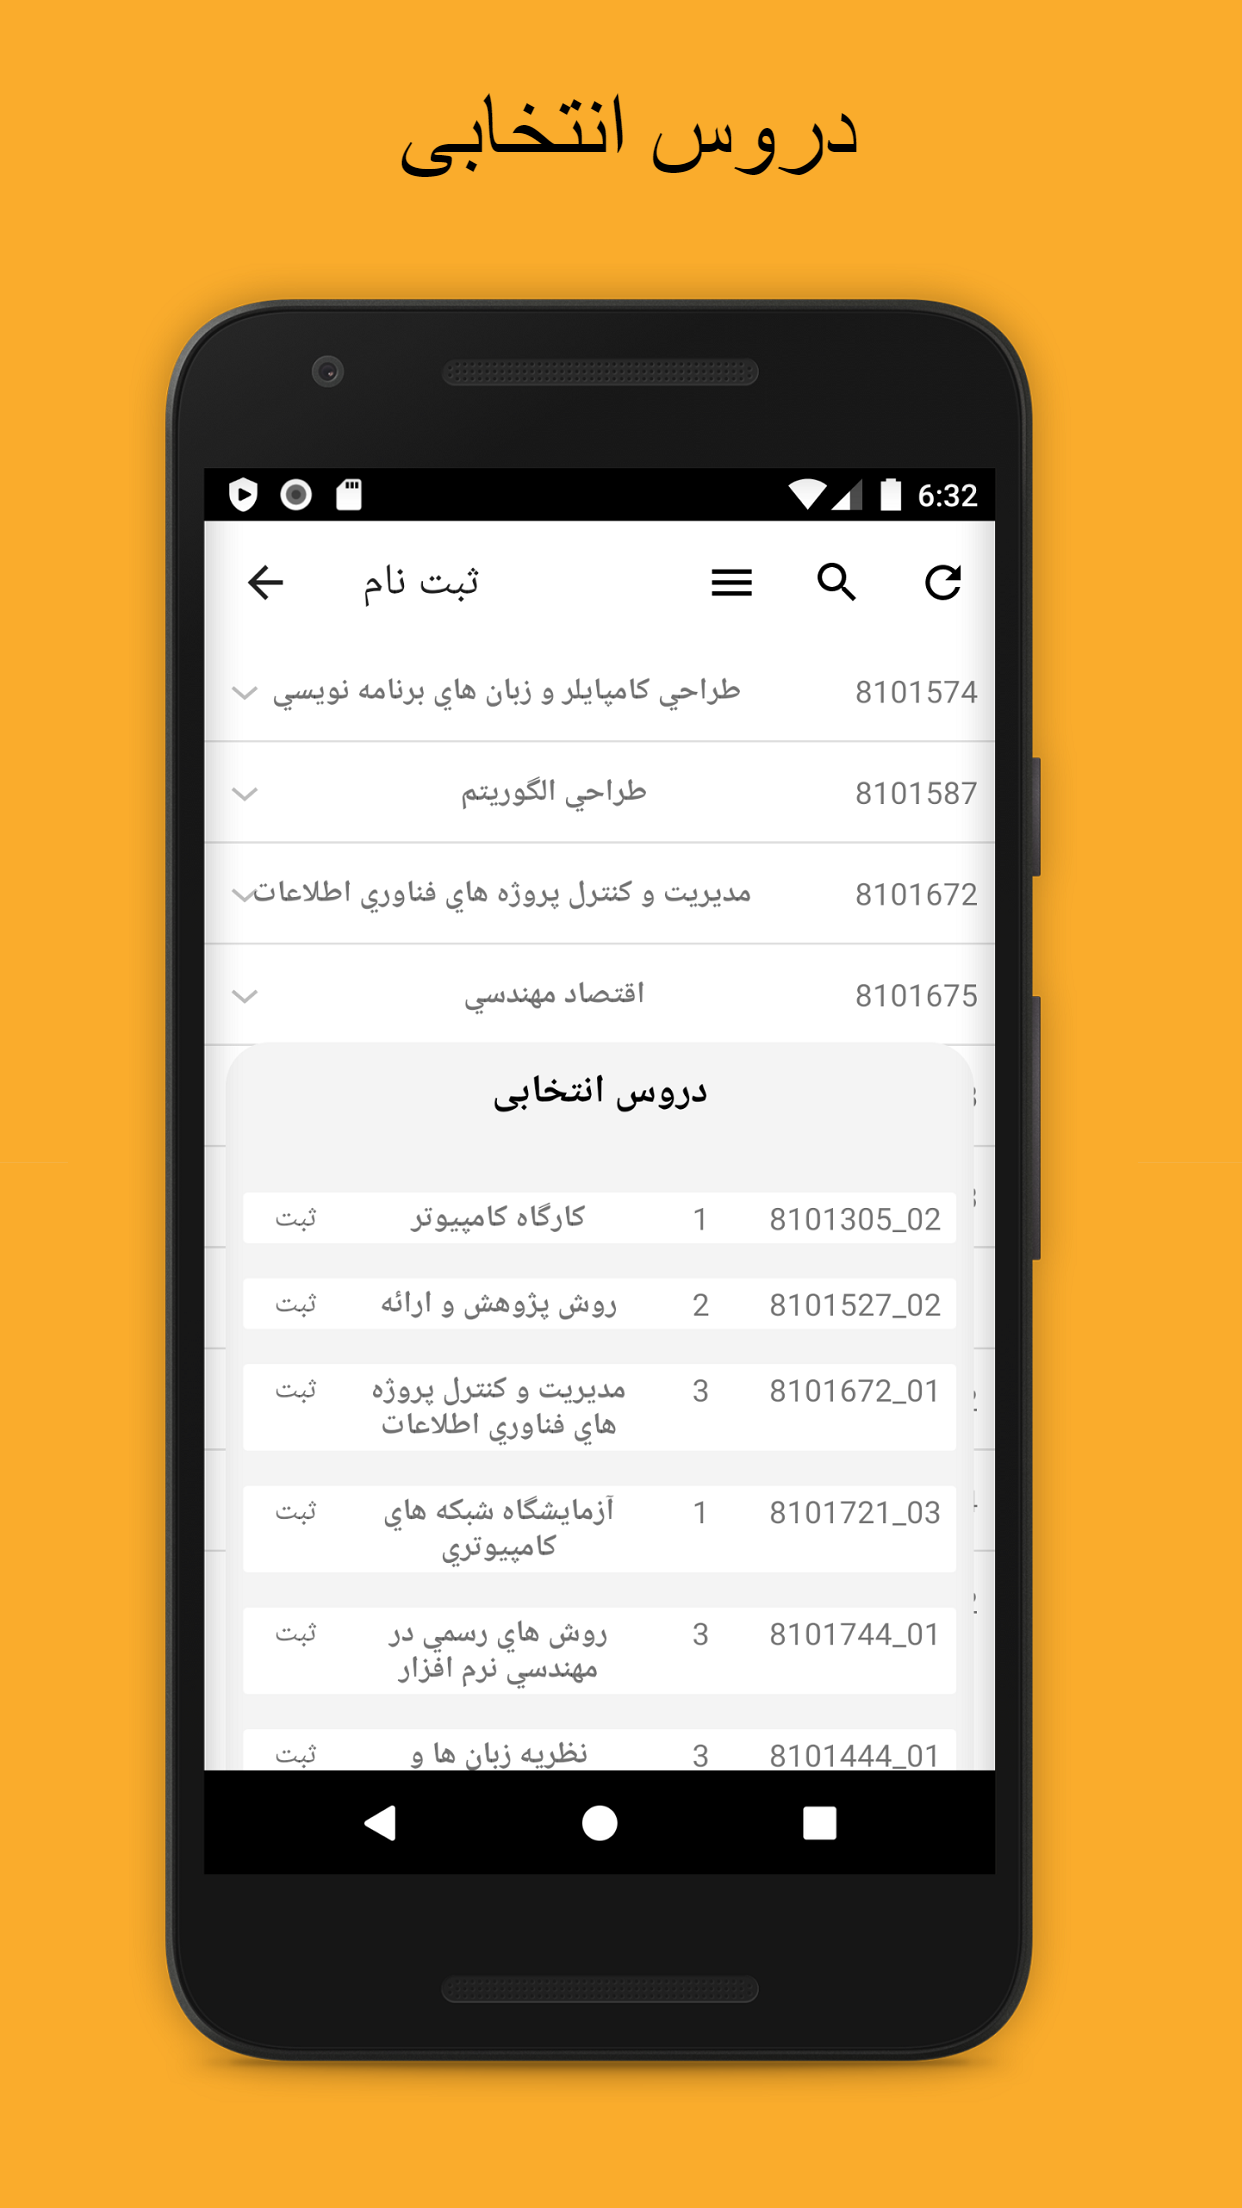 دروس انتخابی
6:32
ثبت نام
8101574 طراحي كامپايلر و زبان هاي برنامه نويسي
8101587 طراحي الگوريتم
8101672 مديريت و كنترل پروژه هاي فناوري اطلاعات
8101675 اقتصاد مهندسي
دروس انتخابی
8101305_02 1 كارگاه كامپيوتر ثبت
8101527_02 2 روش پژوهش و ارائه ثبت
8101672_01 3 مديريت و كنترل پروژه ثبت
هاي فناوري اطلاعات
8101721_03 1 آزمايشگاه شبكه هاي ثبت
كامپيوتري
8101744_01 3 روش هاي رسمي در ثبت
مهندسي نرم افزار
8101444_01 3 نظريه زبان ها و ثبت